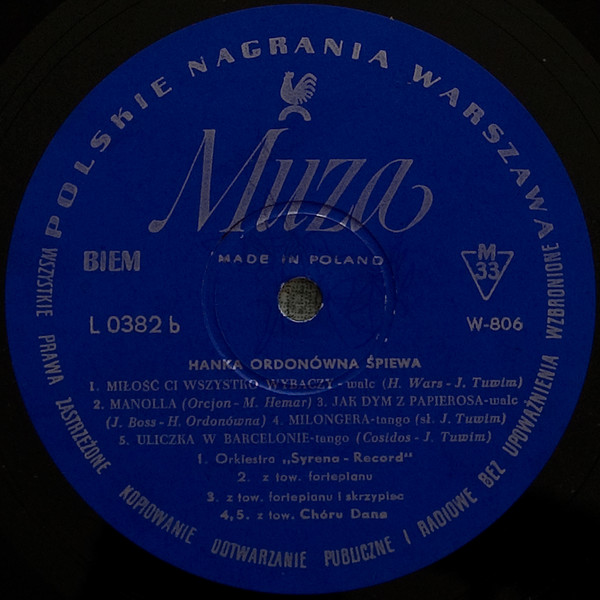 POLSKIE NAGRANIA WARSZAWA
Muza
MADE IN POLAND
BIEM
M
33
L 0382 b
W-806
HANKA ORDONÓWNA ŚPIEWA
1. MIŁOŚĆ CI WSZYSTKO WYBACZY - walc (H. Wars - J. Tuwim)
2. MANOLLA (Orcjon - M. Hemar) 3. JAK DYM Z PAPIEROSA-walc
(J. Boss - H. Ordonówna) 4. MILONGERA-tango (sł. J. Tuwim)
5. ULICZKA W BARCELONIE-tango (Cosidos - J. Tuwim)
1. Orkiestra „Syrena - Record"
2. z tow. fortepianu
3. z tow. fortepianu i skrzypiec
4,5. z tow. Chóru Dana
WSZYSTKIE PRAWA ZASTRZEŻONE KOPIOWANIE ODTWARZANIE PUBLICZNE I RADIOWE BEZ UPOWAŻNIENIA WZBRONIONE